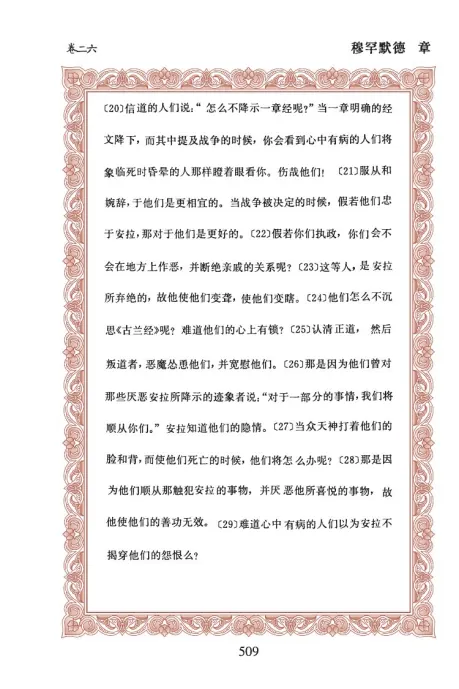 卷二六
穆罕默德 章
〔20〕信道的人们说：“怎么不降示一章经呢？”当一章明确的经
文降下，而其中提及战争的时候，你会看到心中有病的人们将
象临死时昏晕的人那样瞪着眼看你。伤哉他们！〔21〕服从和
婉辞，于他们是更相宜的。当战争被决定的时候，假若他们忠
于安拉，那对于他们是更好的。〔22〕假若你们执政，你们会不
会在地方上作恶，并断绝亲戚的关系呢？〔23〕这等人，是安拉
所弃绝的，故他使他们变聋，使他们变瞎。〔24〕他们怎么不沉
思《古兰经》呢？难道他们的心上有锁？〔25〕认清正道，然后
叛道者，恶魔怂恿他们，并宽慰他们。〔26〕那是因为他们曾对
那些厌恶安拉所降示的迹象者说：“对于一部分的事情，我们将
顺从你们。”安拉知道他们的隐情。〔27〕当众天神打着他们的
脸和背，而使他们死亡的时候，他们将怎么办呢？〔28〕那是因
为他们顺从那触犯安拉的事物，并厌恶他所喜悦的事物，故
他使他们的善功无效。〔29〕难道心中有病的人们以为安拉不
揭穿他们的怨恨么？
509